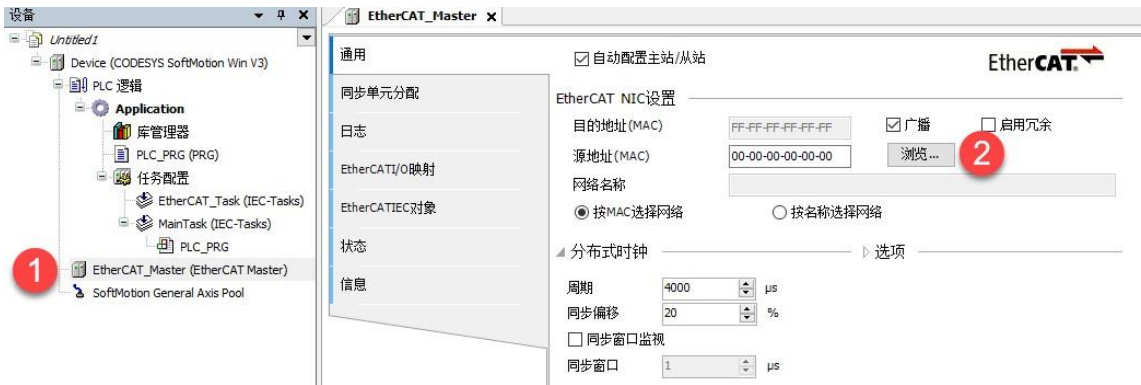 设备
Untitled1
Device (CODESYS SoftMotion Win V3)
PLC 逻辑
Application
库管理器
PLC_PRG (PRG)
任务配置
EtherCAT_Task (IEC-Tasks)
MainTask (IEC-Tasks)
PLC_PRG
1
EtherCAT_Master (EtherCAT Master)
SoftMotion General Axis Pool
EtherCAT_Master x
通用
同步单元分配
日志
EtherCATI/O映射
EtherCATIEC对象
状态
信息
自动配置主站/从站
EtherCAT.
EtherCAT NIC设置
目的地址(MAC) FF-FF-FF-FF-FF-FF 广播 启用冗余
源地址(MAC) 00-00-00-00-00-00 浏览... 2
网络名称
按MAC选择网络 按名称选择网络
分布式时钟 选项
周期 4000 µs
同步偏移 20 %
同步窗口监视
同步窗口 1 µs